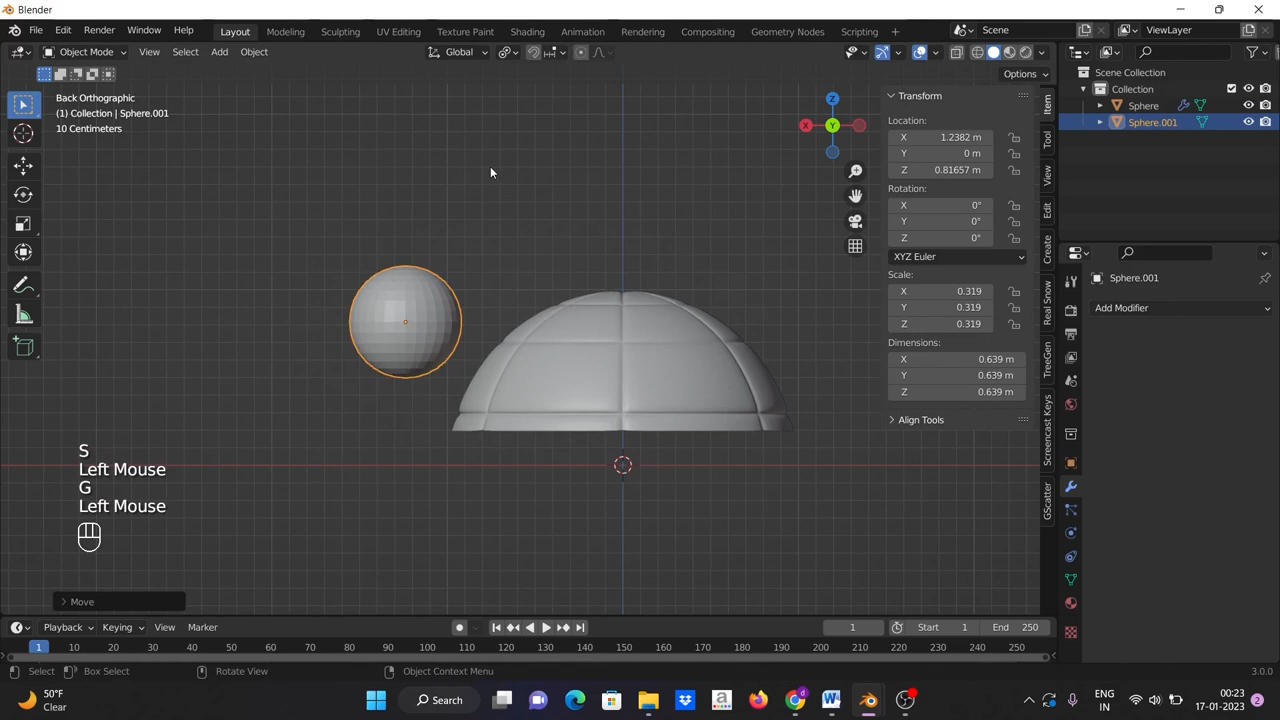 Blender
File Edit Render Window Help Layout Modeling Sculpting UV Editing Texture Paint Shading Animation Rendering Compositing Geometry Nodes Scripting + Scene ViewLayer
Object Mode View Select Add Object Global
Options
Back Orthographic
(1) Collection | Sphere.001
10 Centimeters
Z
X Y
S
Left Mouse
G
Left Mouse
Move
Transform
Location:
X 1.2382 m
Y 0 m
Z 0.81657 m
Rotation:
X 0°
Y 0°
Z 0°
XYZ Euler
Scale:
X 0.319
Y 0.307
Z 0.319
Dimensions:
X 0.639 m
Y 0.639 m
Z 0.639 m
Align Tools
Item
Tool
View
Edit
Create
Real Snow
TreeGen
Screencast Keys
GScatter
Scene Collection
Collection
Sphere
Sphere.001
Sphere.001
Add Modifier
Playback Keying View Marker 1 Start 1 End 250
1 10 20 30 40 50 60 70 80 90 100 110 120 130 140 150 160 170 180 190 200 210 220 230 240 250
Select Box Select Rotate View Object Context Menu 3.0.0
50°F
Clear
Search
ENG
IN
00:23
17-01-2023
2